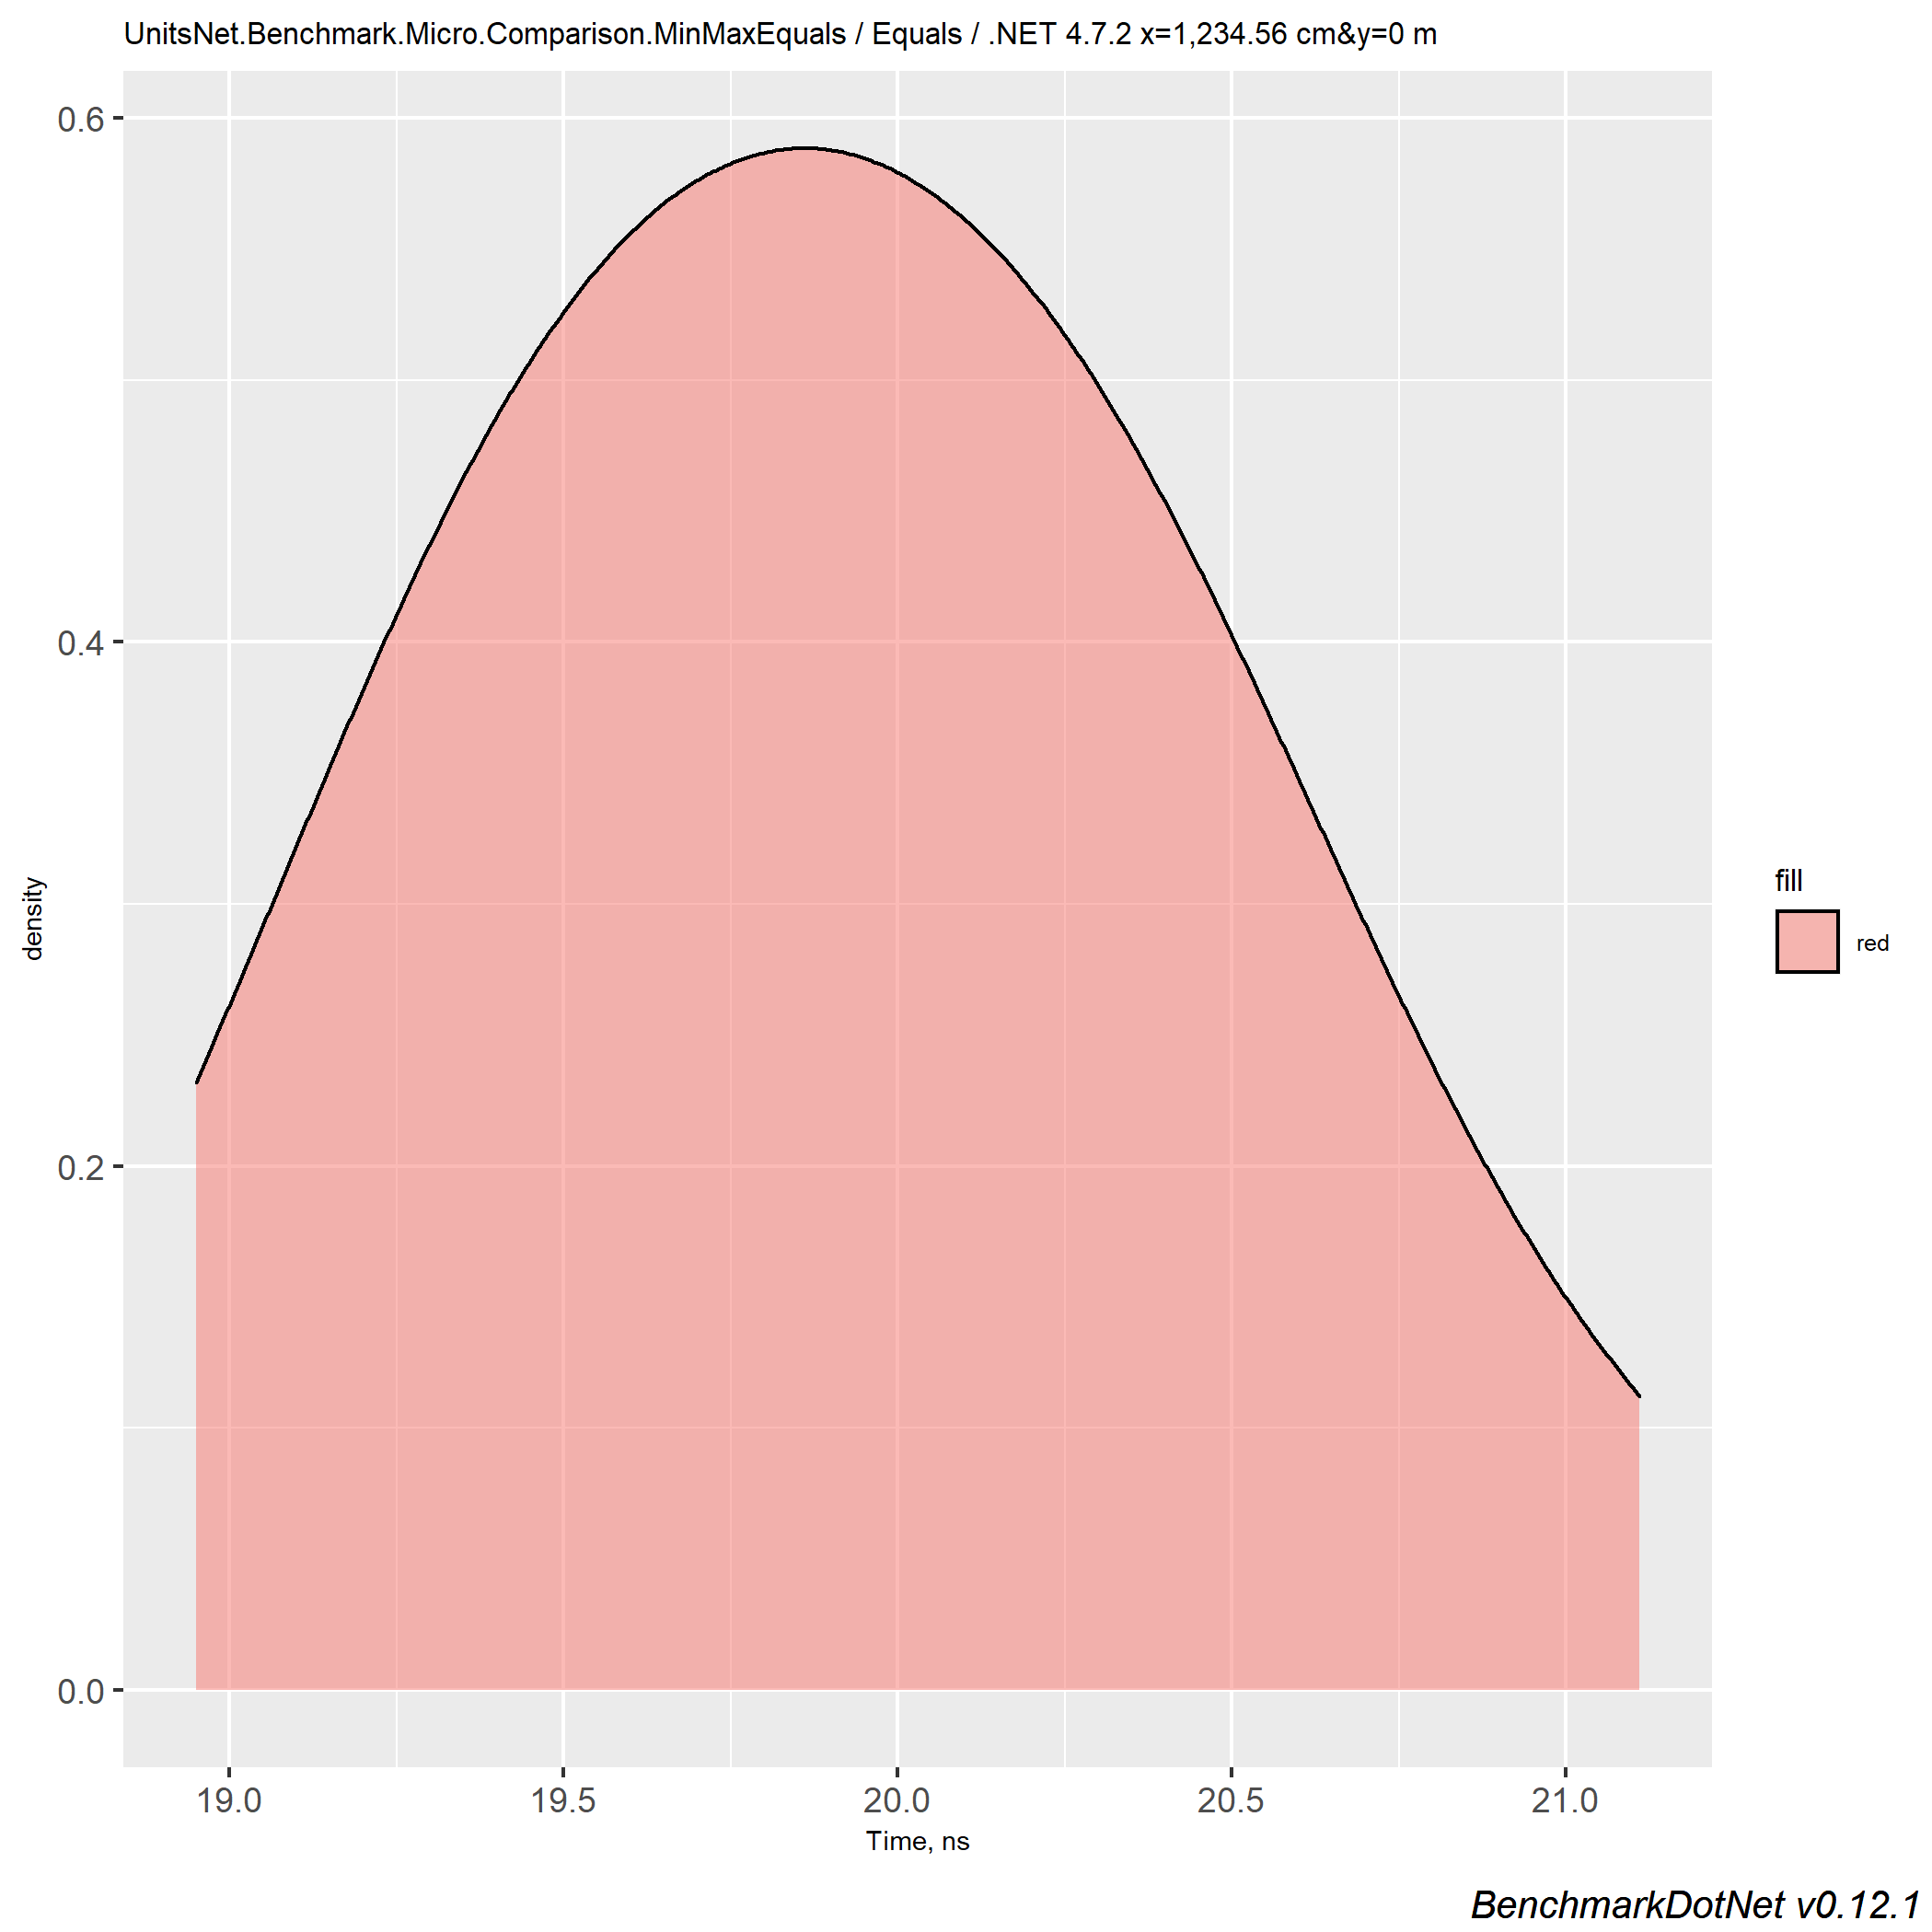 UnitsNet.Benchmark.Micro.Comparison.MinMaxEquals / Equals / .NET 4.7.2 x=1,234.56 cm&y=0 m
0.6
0.4
0.2
0.0
density
19.0 19.5 20.0 20.5 21.0
Time, ns
fill
red
BenchmarkDotNet v0.12.1